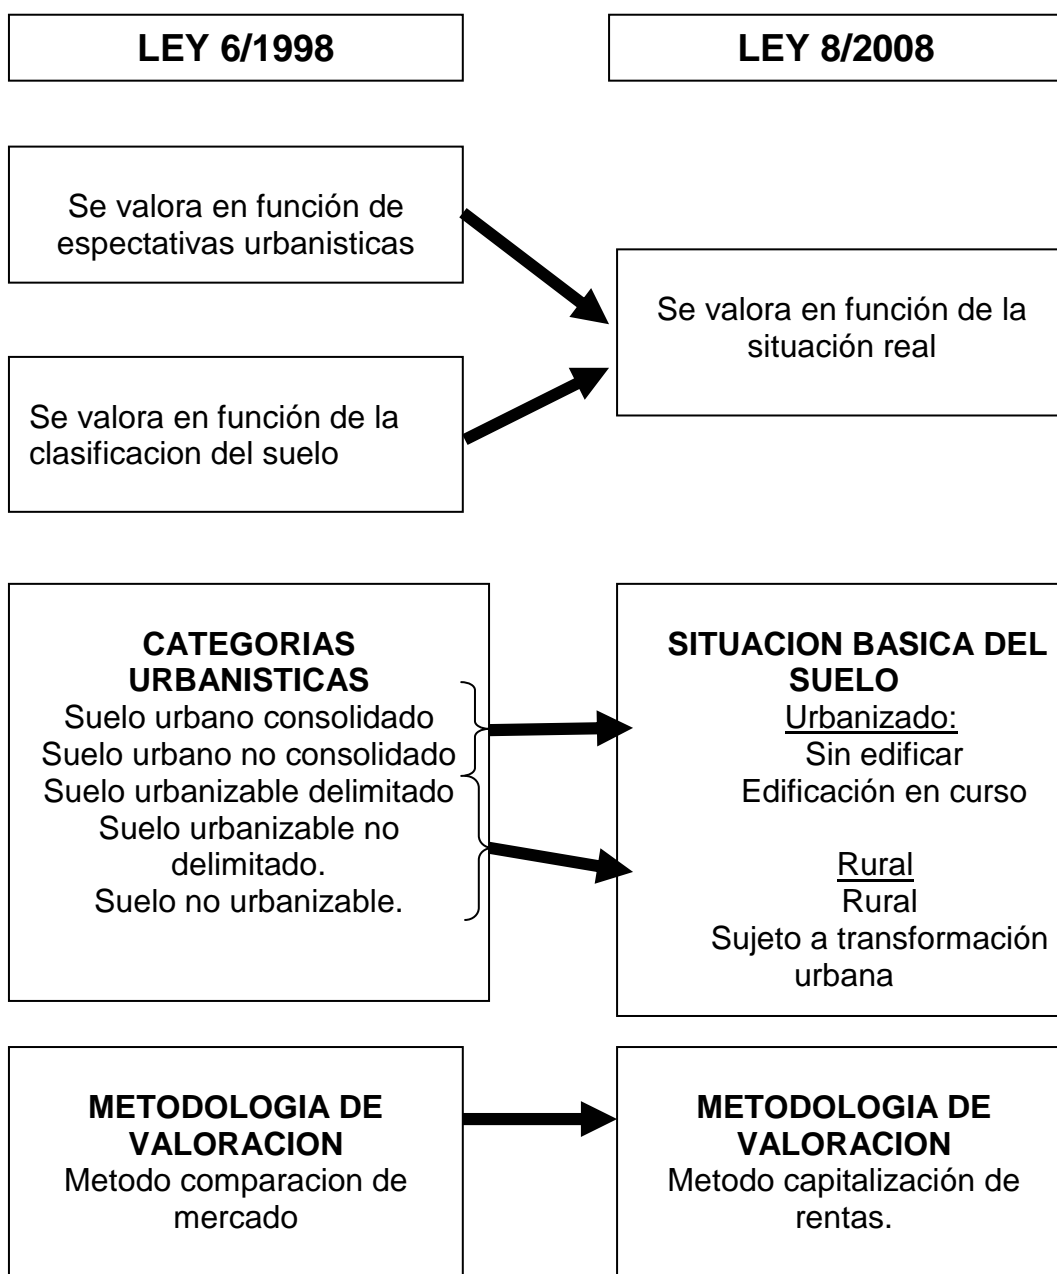 LEY 6/1998
LEY 8/2008
Se valora en función de
espectativas urbanisticas
Se valora en función de la
situación real
Se valora en función de la
clasificacion del suelo
CATEGORIAS
URBANISTICAS
Suelo urbano consolidado
Suelo urbano no consolidado
Suelo urbanizable delimitado
Suelo urbanizable no
delimitado.
Suelo no urbanizable.
SITUACION BASICA DEL
SUELO
Urbanizado:
Sin edificar
Edificación en curso
Rural
Rural
Sujeto a transformación
urbana
METODOLOGIA DE
VALORACION
Metodo comparacion de
mercado
METODOLOGIA DE
VALORACION
Metodo capitalización de
rentas.